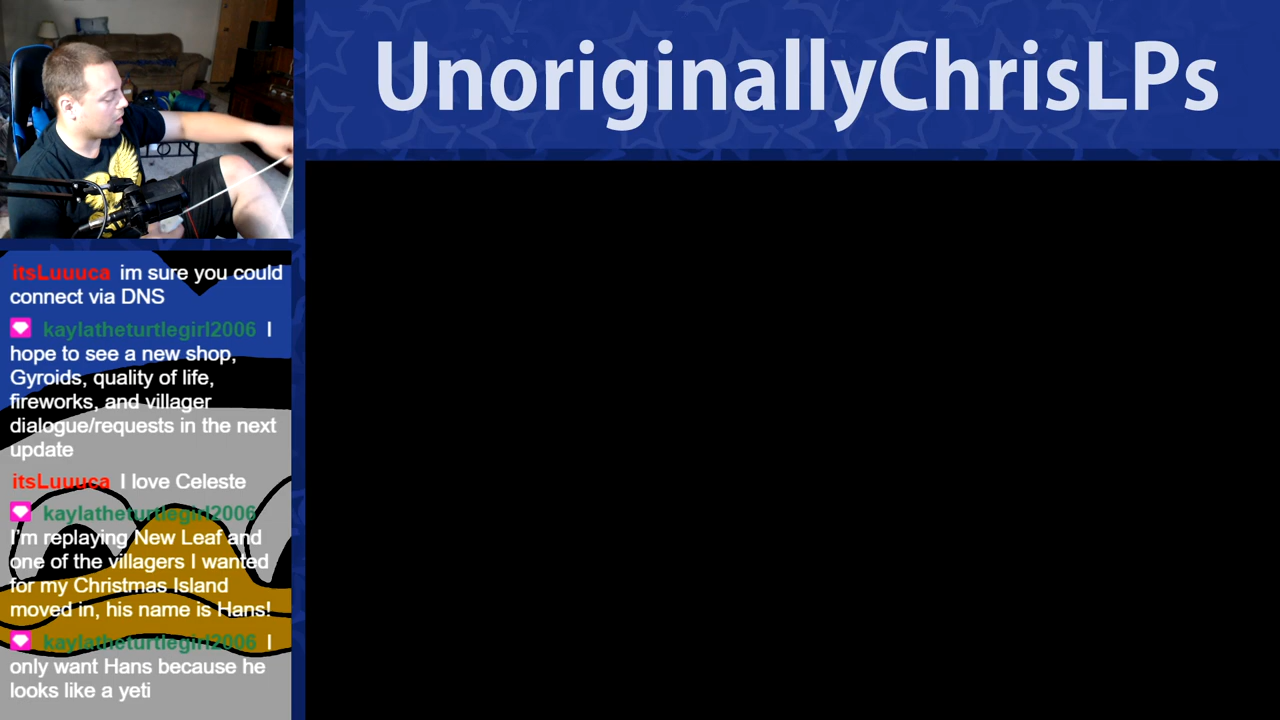 UnoriginallyChrisLPs
itsLuuuca im sure you could
connect via DNS
kaylatheturtlegirl2006 I
hope to see a new shop,
Gyroids, quality of life,
fireworks, and villager
dialogue/requests in the next
update
itsLuuuca I love Celeste
kaylatheturtlegirl2006
I'm replaying New Leaf and
one of the villagers I wanted
for my Christmas Island
moved in, his name is Hans!
kaylatheturtlegirl2006 I
only want Hans because he
looks like a yeti